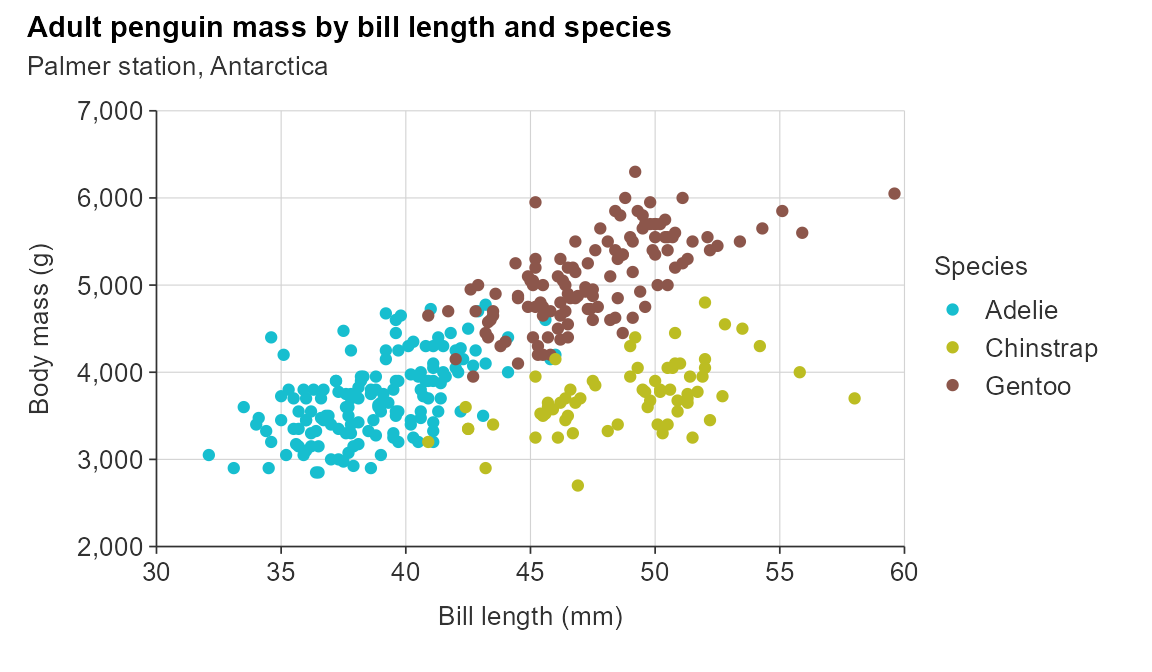 Adult penguin mass by bill length and species
Palmer station, Antarctica
7,000
6,000
5,000
4,000
3,000
2,000
Body mass (g)
30 35 40 45 50 55 60
Bill length (mm)
Species
Adelie
Chinstrap
Gentoo